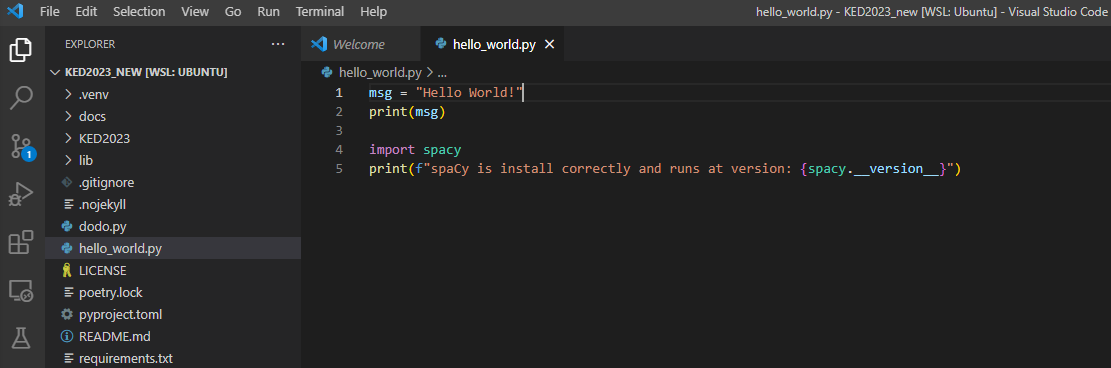 File Edit Selection View Go Run Terminal Help
hello_world.py - KED2023_new [WSL: Ubuntu] - Visual Studio Code
EXPLORER
KED2023_NEW [WSL: UBUNTU]
.venv
docs
KED2023
lib
.gitignore
.nojekyll
dodo.py
hello_world.py
LICENSE
poetry.lock
pyproject.toml
README.md
requirements.txt
1
Welcome hello_world.py
hello_world.py > ...
1 msg = "Hello World!"
2 print(msg)
3
4 import spacy
5 print(f"spaCy is install correctly and runs at version: {spacy.__version__}")